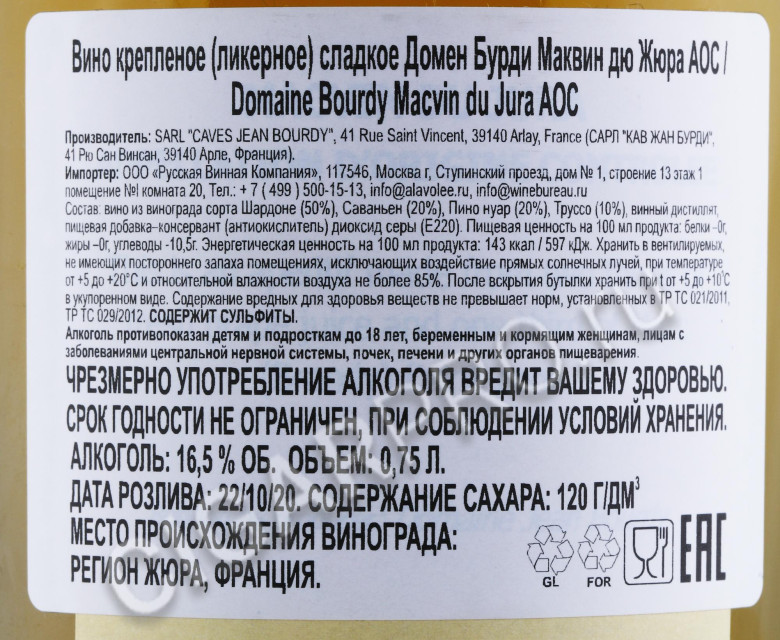 Вино крепленое (ликерное) сладкое Домен Бурди Маквин дю Жюра АОС /
Domaine Bourdy Macvin du Jura AOC
Производитель: SARL "CAVES JEAN BOURDY", 41 Rue Saint Vincent, 39140 Arlay, France (САРЛ "КАВ ЖАН БУРДИ",
41 Рю Сан Винсан, 39140 Арле, Франция).
Импортер: ООО «Русская Винная Компания», 117546, Москва г, Ступинский проезд, дом № 1, строение 13 этаж 1
помещение №I комната 20, Тел.: + 7 ( 499 ) 500-15-13, info@alavolee.ru, info@winebureau.ru
Состав: вино из винограда сорта Шардоне (50%), Саваньен (20%), Пино нуар (20%), Труссо (10%), винный дистиллят,
пищевая добавка–консервант (антиокислитель) диоксид серы (Е220). Пищевая ценность на 100 мл продукта: белки –0г,
жиры –0г, углеводы -10,5г. Энергетическая ценность на 100 мл продукта: 143 ккал / 597 кДж. Хранить в вентилируемых,
не имеющих постороннего запаха помещениях, исключающих воздействие прямых солнечных лучей, при температуре
от +5 до +20°С и относительной влажности воздуха не более 85%. После вскрытия бутылки хранить при t от +5 до +10°С
в укупоренном виде. Содержание вредных для здоровья веществ не превышает норм, установленных в ТР ТС 021/2011,
ТР ТС 029/2012. СОДЕРЖИТ СУЛЬФИТЫ.
Алкоголь противопоказан детям и подросткам до 18 лет, беременным и кормящим женщинам, лицам с
заболеваниями центральной нервной системы, почек, печени и других органов пищеварения.
ЧРЕЗМЕРНО УПОТРЕБЛЕНИЕ АЛКОГОЛЯ ВРЕДИТ ВАШЕМУ ЗДОРОВЬЮ.
СРОК ГОДНОСТИ НЕ ОГРАНИЧЕН, ПРИ СОБЛЮДЕНИИ УСЛОВИЙ ХРАНЕНИЯ.
АЛКОГОЛЬ: 16,5 % ОБ. ОБЪЕМ: 0,75 Л.
ДАТА РОЗЛИВА: 22/10/20. СОДЕРЖАНИЕ САХАРА: 120 Г/ДМ³
МЕСТО ПРОИСХОЖДЕНИЯ ВИНОГРАДА:
РЕГИОН ЖЮРА, ФРАНЦИЯ.
GL FOR EAC
CIGARPRO.ru